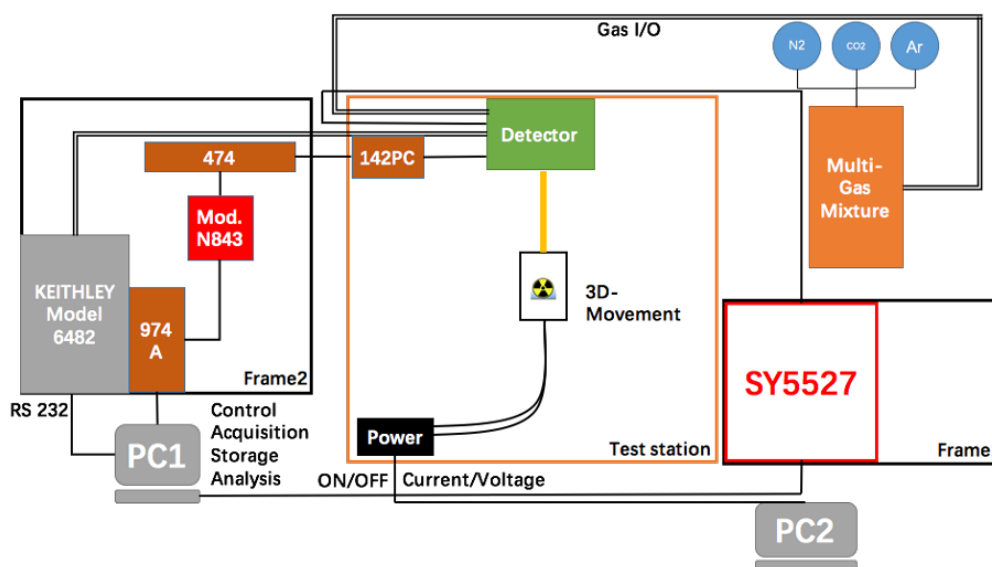 Gas I/O
N2
CO2
Ar
Detector
474
142PC
Multi-
Gas
Mixture
Mod.
N843
KEITHLEY
Model
6482
974
A
3D-
Movement
SY5527
Frame2
RS 232
Control
Acquisition
Storage
Analysis
PC1
Power
Test station
Frame
ON/OFF
Current/Voltage
PC2